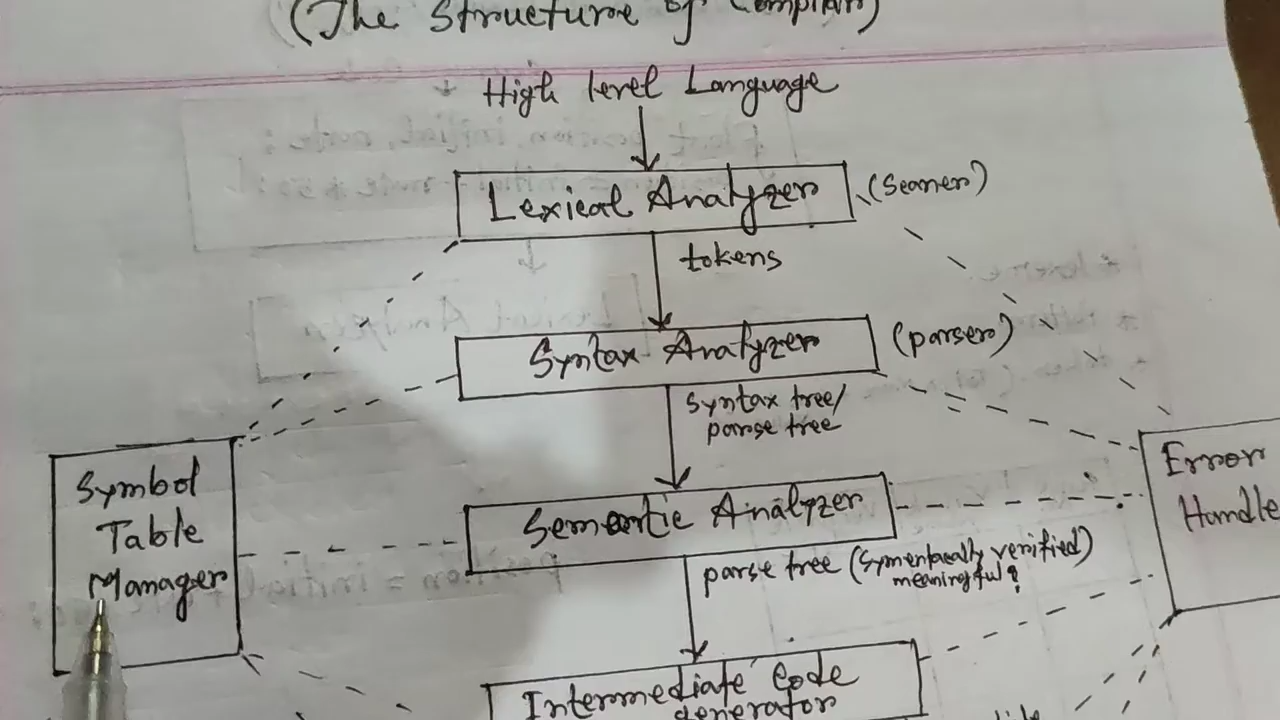 (The Structure of Complier)
High level Language
Lexical Analyzer
(Scanner)
tokens
Syntax Analyzer
(parser)
syntax tree/
parse tree
Symbol
Table
Manager
Error
Handle
Semantic Analyzer
parse tree (Symentically verified)
meaningful?
Intermediate Code
generator